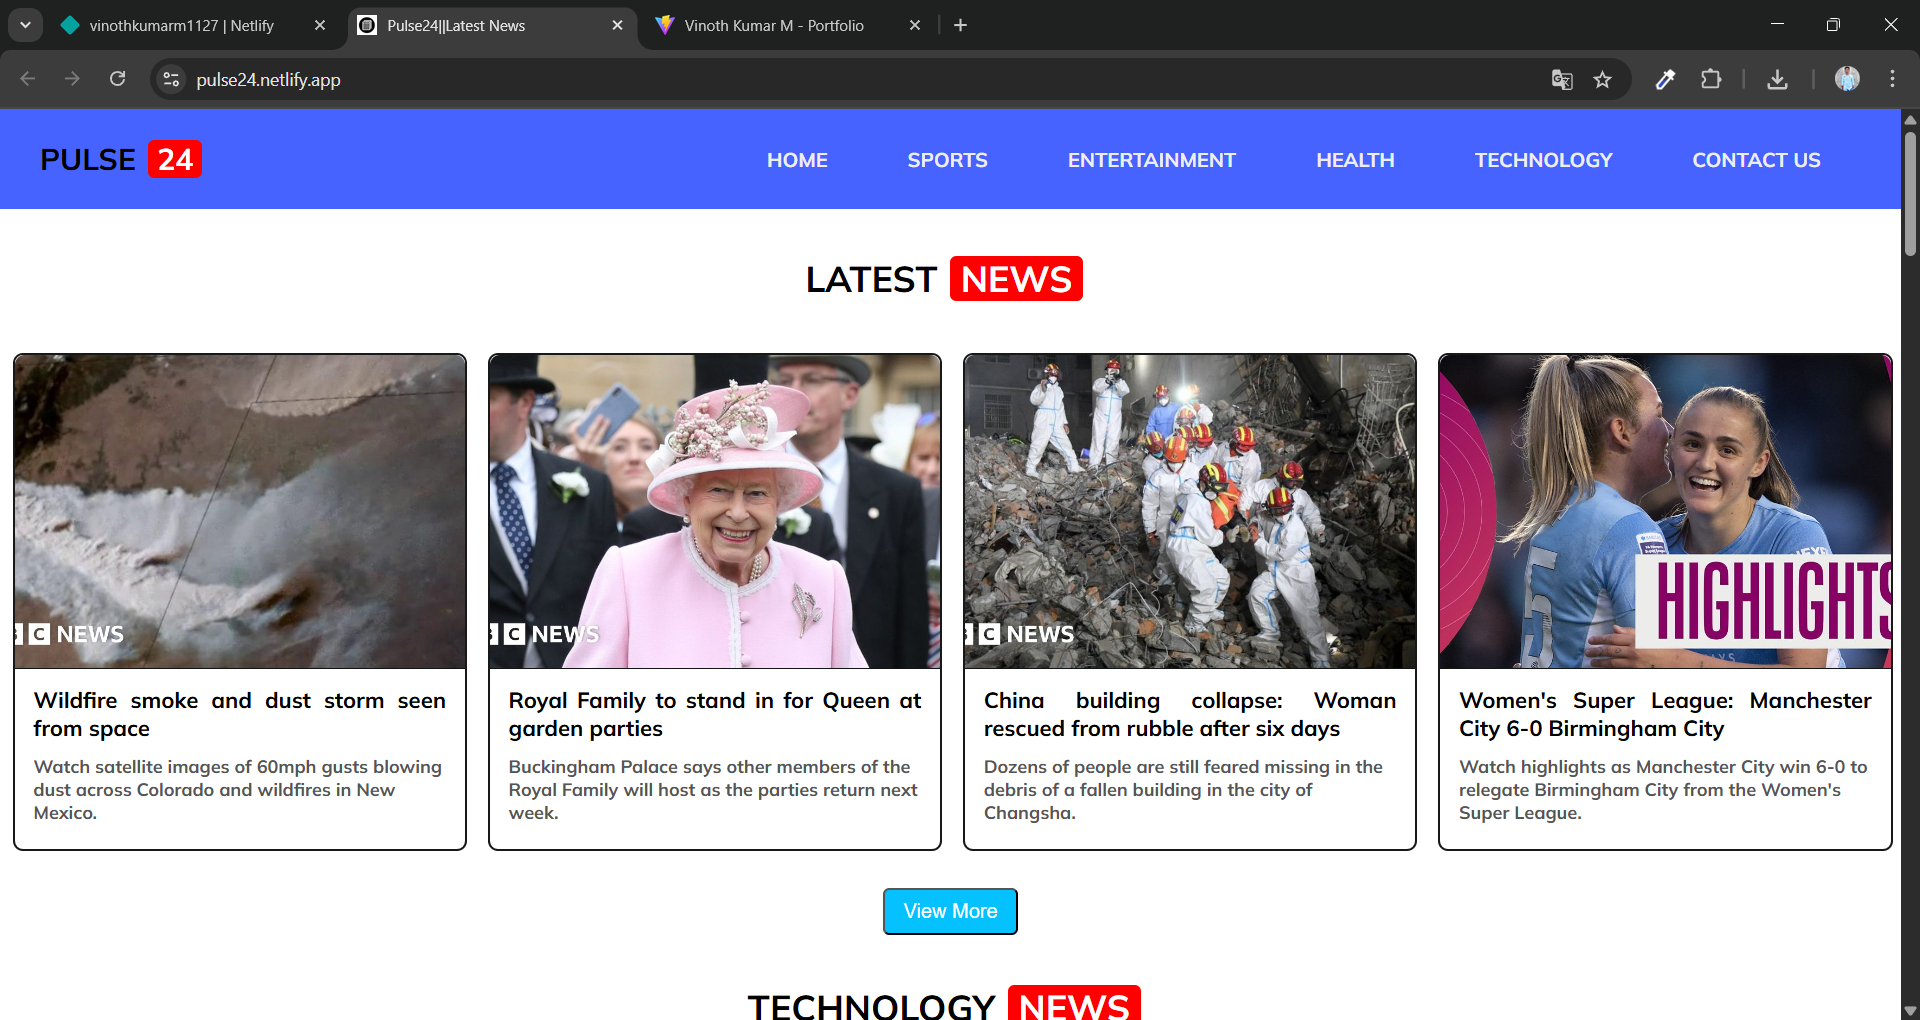 vinothkumarm1127 | Netlify
Pulse24||Latest News
Vinoth Kumar M - Portfolio
pulse24.netlify.app
PULSE 24
HOME
SPORTS
ENTERTAINMENT
HEALTH
TECHNOLOGY
CONTACT US
LATEST NEWS
C NEWS
Wildfire smoke and dust storm seen
from space
Watch satellite images of 60mph gusts blowing
dust across Colorado and wildfires in New
Mexico.
C NEWS
Royal Family to stand in for Queen at
garden parties
Buckingham Palace says other members of the
Royal Family will host as the parties return next
week.
C NEWS
China building collapse: Woman
rescued from rubble after six days
Dozens of people are still feared missing in the
debris of a fallen building in the city of
Changsha.
5
HIGHLIGHTS
Women's Super League: Manchester
City 6-0 Birmingham City
Watch highlights as Manchester City win 6-0 to
relegate Birmingham City from the Women's
Super League.
View More
TECHNOLOGY NEWS